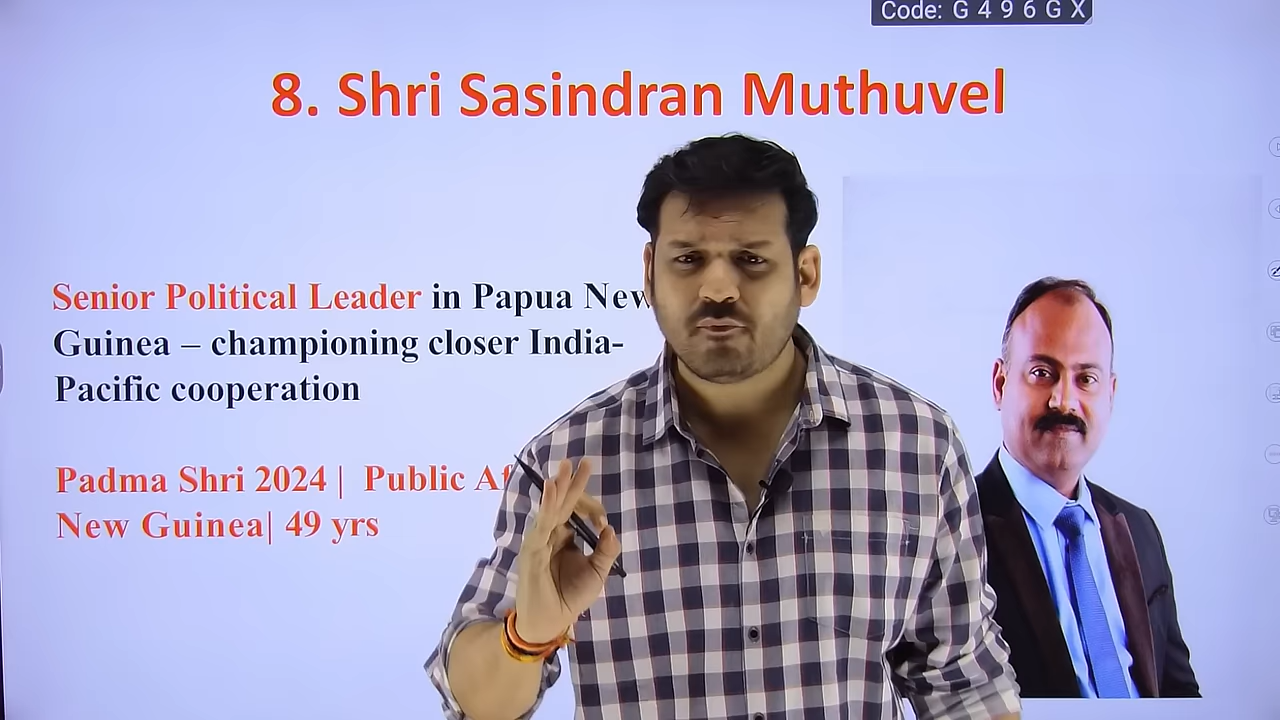 Code: G 4 9 6 G X
8. Shri Sasindran Muthuvel
Senior Political Leader in Papua New
Guinea – championing closer India-
Pacific cooperation
Padma Shri 2024 | Public Af
New Guinea| 49 yrs